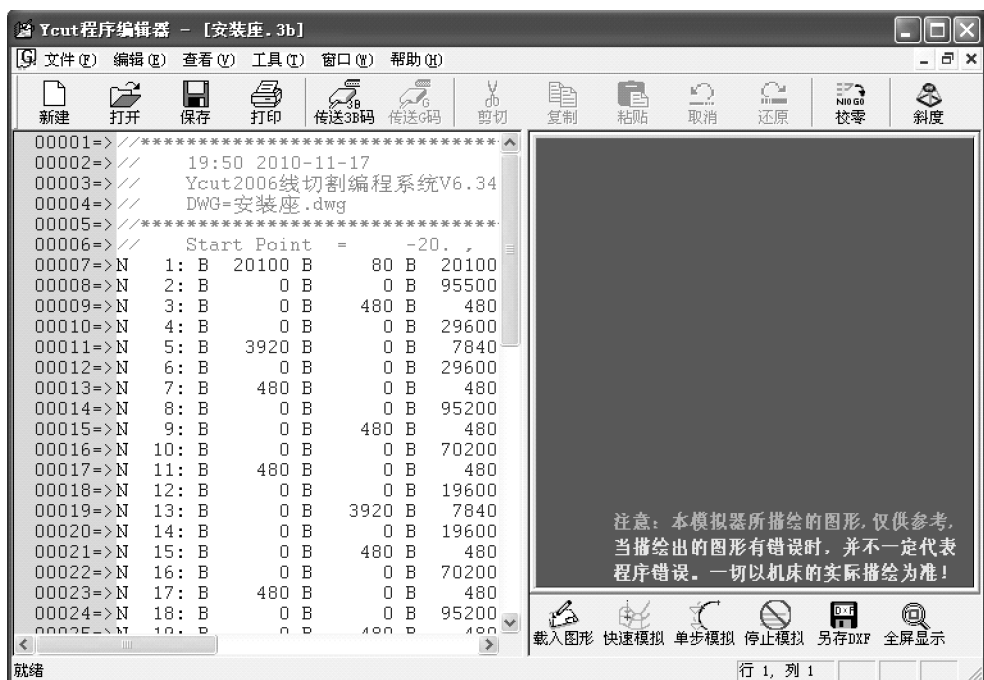 Ycut程序编辑器 - [安装座.3b]
文件(F) 编辑(E) 查看(V) 工具(T) 窗口(W) 帮助(H)
新建 打开 保存 打印 传送3B码 传送G码 剪切 复制 粘贴 取消 还原 校零 斜度
00001=>//*******************************
00002=>// 19:50 2010-11-17
00003=>// Ycut2006线切割编程系统V6.34
00004=>// DWG=安装座.dwg
00005=>//*******************************
00006=>// Start Point = -20. ,
00007=>N 1: B 20100 B 80 B 20100
00008=>N 2: B 0 B 0 B 95500
00009=>N 3: B 0 B 480 B 480
00010=>N 4: B 0 B 0 B 29600
00011=>N 5: B 3920 B 0 B 7840
00012=>N 6: B 0 B 0 B 29600
00013=>N 7: B 480 B 0 B 480
00014=>N 8: B 0 B 0 B 95200
00015=>N 9: B 0 B 480 B 480
00016=>N 10: B 0 B 0 B 70200
00017=>N 11: B 480 B 0 B 480
00018=>N 12: B 0 B 0 B 19600
00019=>N 13: B 0 B 3920 B 7840
00020=>N 14: B 0 B 0 B 19600
00021=>N 15: B 0 B 480 B 480
00022=>N 16: B 0 B 0 B 70200
00023=>N 17: B 480 B 0 B 480
00024=>N 18: B 0 B 0 B 95200
00025=>N 19: B 0 B 480 B 480
注意：本模拟器所描绘的图形，仅供参考，
当描绘出的图形有错误时，并不一定代表
程序错误。一切以机床的实际描绘为准！
载入图形 快速模拟 单步模拟 停止模拟 另存DXF 全屏显示
就绪 行 1, 列 1